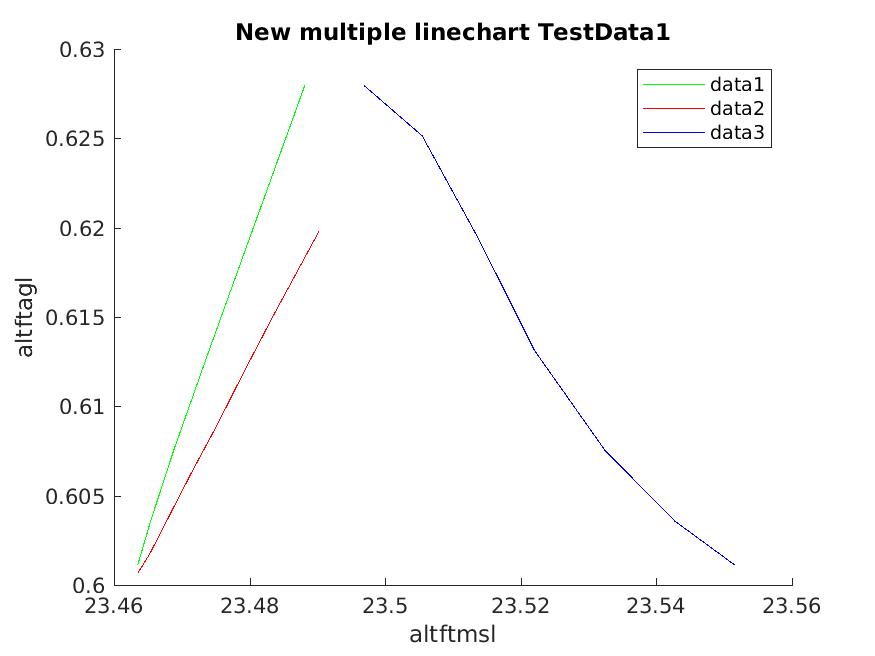 New multiple linechart TestData1
0.63
0.625
0.62
0.615
0.61
0.605
0.6
altftagl
data1
data2
data3
23.46 23.48 23.5 23.52 23.54 23.56
altftmsl